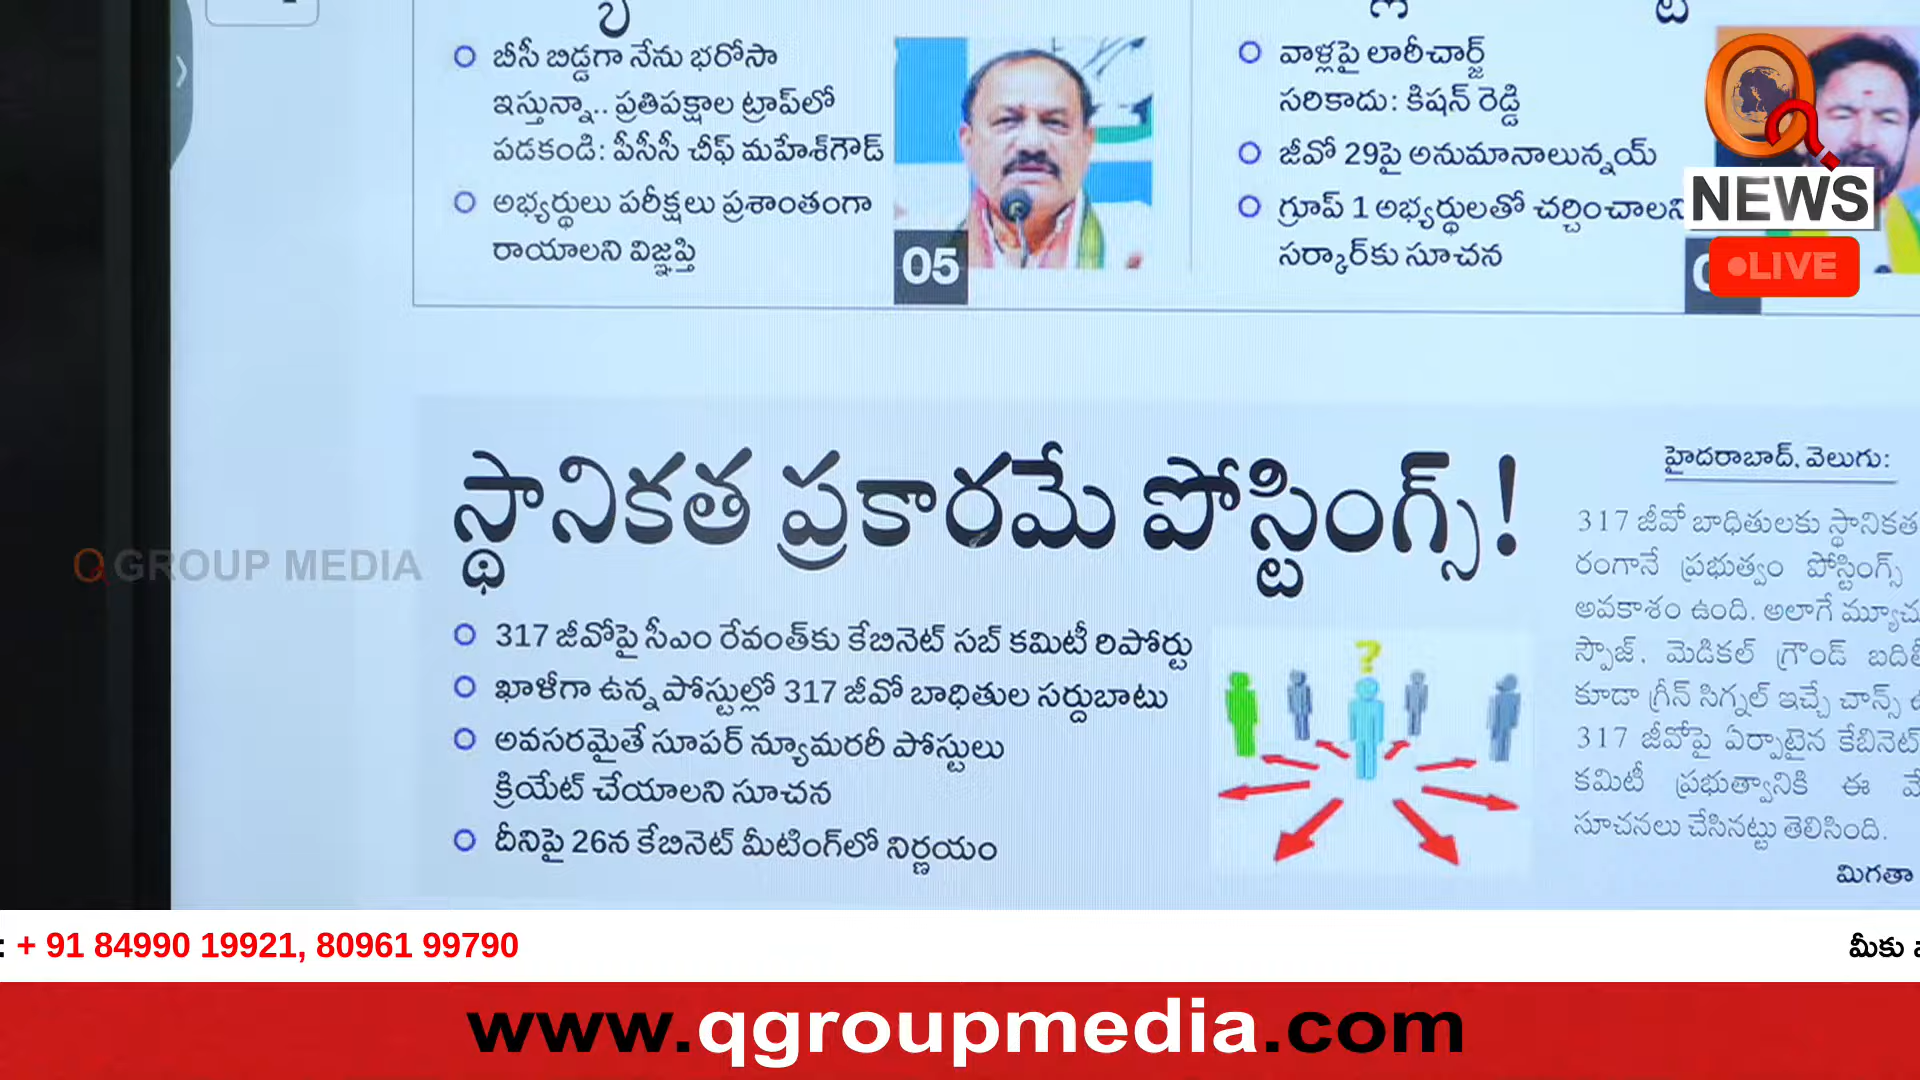 బీసీ బిడ్డగా నేను భరోసా
ఇస్తున్నా.. ప్రతిపక్షాల ట్రాప్‌లో
పడకండి: పీసీసీ చీఫ్ మహేశ్‌గౌడ్
అభ్యర్థులు పరీక్షలు ప్రశాంతంగా
రాయాలని విజ్ఞప్తి
05
వాళ్లపై లాఠీచార్జ్
సరికాదు: కిషన్ రెడ్డి
జీవో 29పై అనుమానాలున్నయ్
గ్రూప్ 1 అభ్యర్థులతో చర్చించాలని
సర్కార్‌కు సూచన
NEWS
LIVE
స్థానికత ప్రకారమే పోస్టింగ్స్!
317 జీవోపై సీఎం రేవంత్‌కు కేబినెట్ సబ్ కమిటీ రిపోర్టు
ఖాళీగా ఉన్న పోస్టుల్లో 317 జీవో బాధితుల సర్దుబాటు
అవసరమైతే సూపర్ న్యూమరరీ పోస్టులు
క్రియేట్ చేయాలని సూచన
దీనిపై 26న కేబినెట్ మీటింగ్‌లో నిర్ణయం
?
హైదరాబాద్, వెలుగు:
317 జీవో బాధితులకు స్థానికత
రంగానే ప్రభుత్వం పోస్టింగ్స్
అవకాశం ఉంది. అలాగే మ్యూచు
స్పౌజ్, మెడికల్ గ్రౌండ్ బదిలీ
కూడా గ్రీన్ సిగ్నల్ ఇచ్చే చాన్స్
317 జీవోపై ఏర్పాటైన కేబినెట్
కమిటీ ప్రభుత్వానికి ఈ మే
సూచనలు చేసినట్టు తెలిసింది.
మిగతా
Q GROUP MEDIA
: + 91 84990 19921, 80961 99790
మీకు
www.qgroupmedia.com